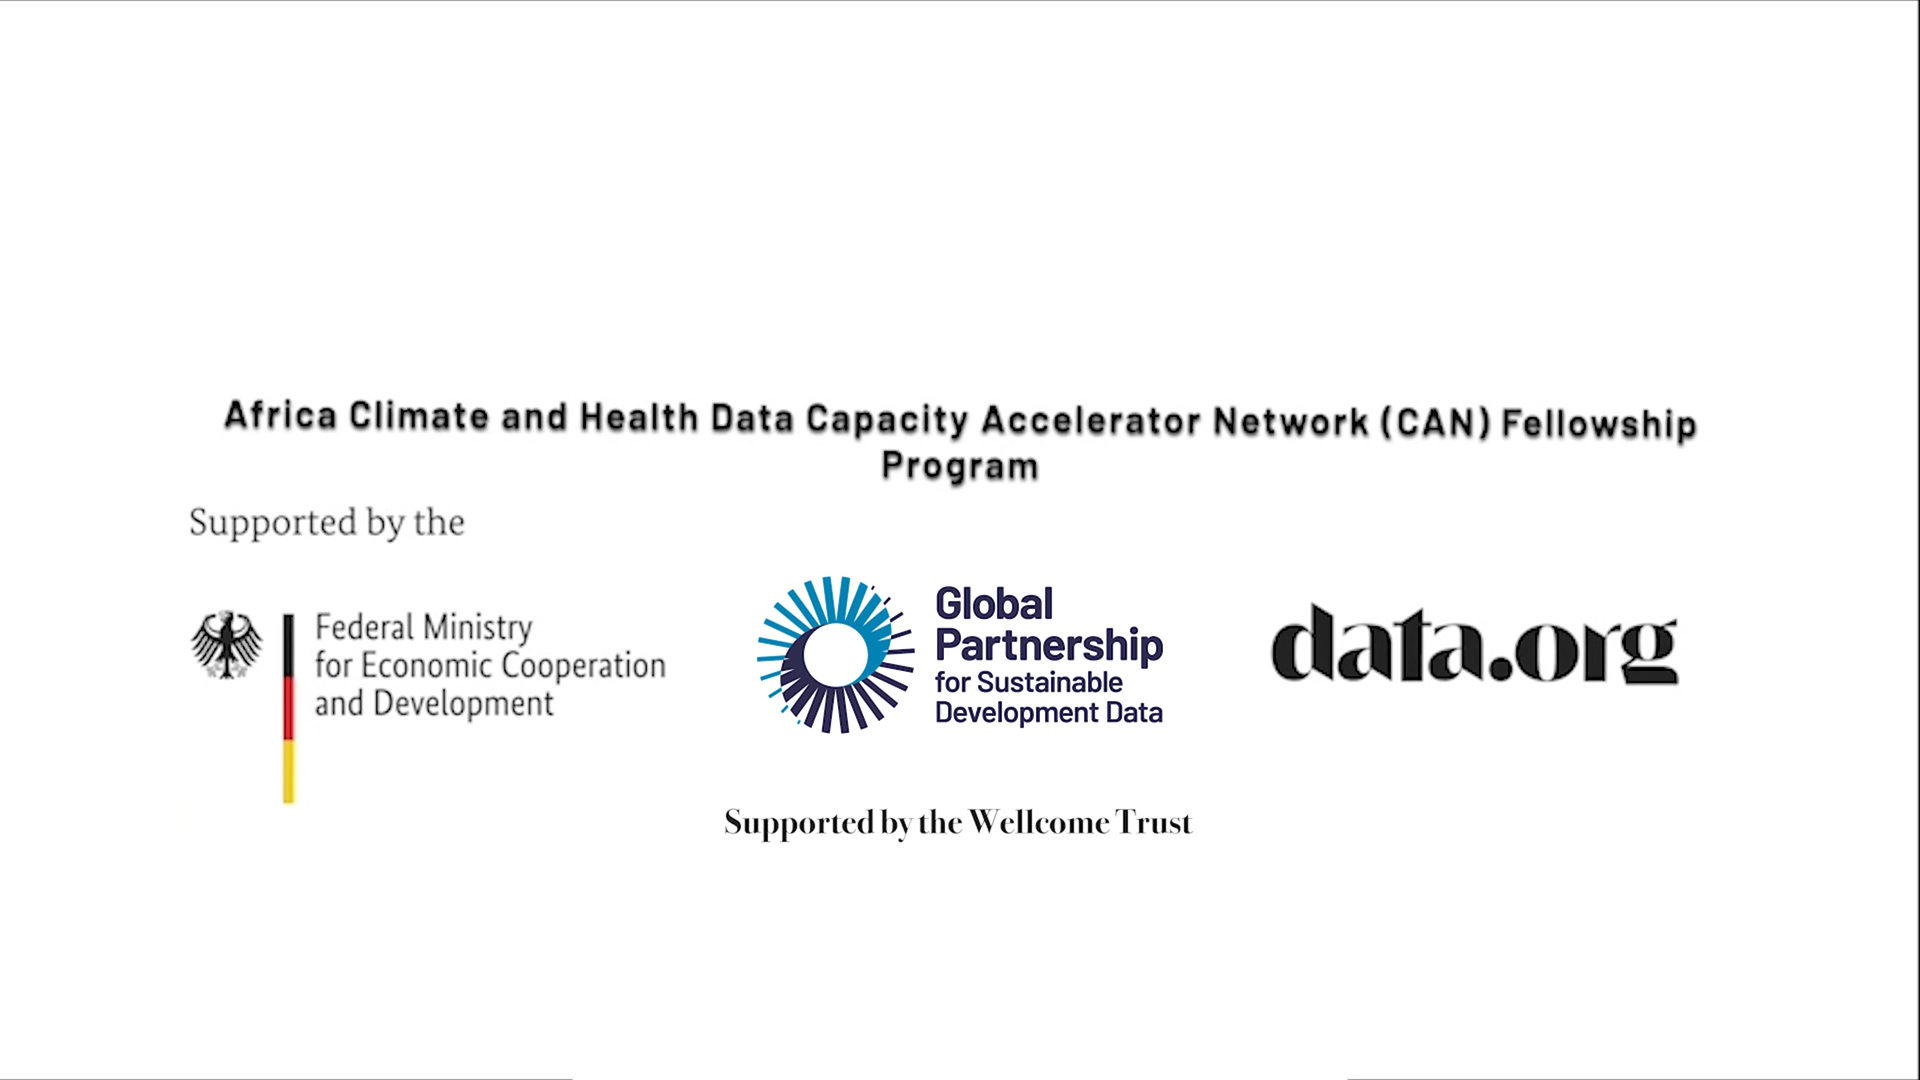 Africa Climate and Health Data Capacity Accelerator Network (CAN) Fellowship
Program
Supported by the
Federal Ministry
for Economic Cooperation
and Development
Global
Partnership
for Sustainable
Development Data
data.org
Supported by the Wellcome Trust